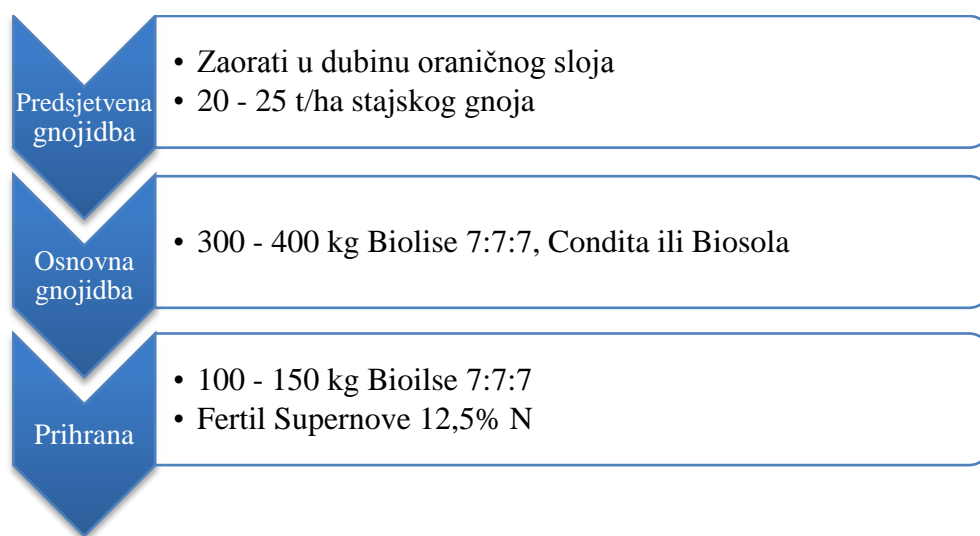 Predsjetvena
gnojidba
• Zaorati u dubinu oraničnog sloja
• 20 - 25 t/ha stajskog gnoja
Osnovna
gnojidba
• 300 - 400 kg Biolise 7:7:7, Condita ili Biosola
Prihrana
• 100 - 150 kg Bioilse 7:7:7
• Fertil Supernove 12,5% N